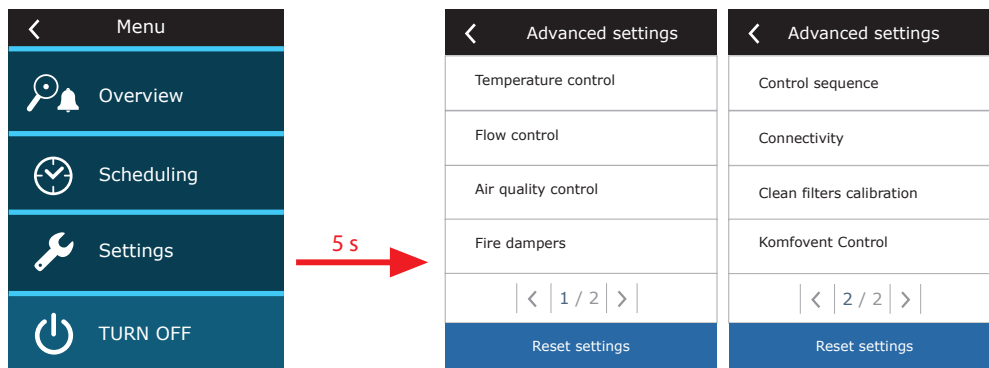 Menu
Overview
Scheduling
Settings
TURN OFF
5 s
Advanced settings
Temperature control
Flow control
Air quality control
Fire dampers
1 / 2
Reset settings
Advanced settings
Control sequence
Connectivity
Clean filters calibration
Komfovent Control
2 / 2
Reset settings